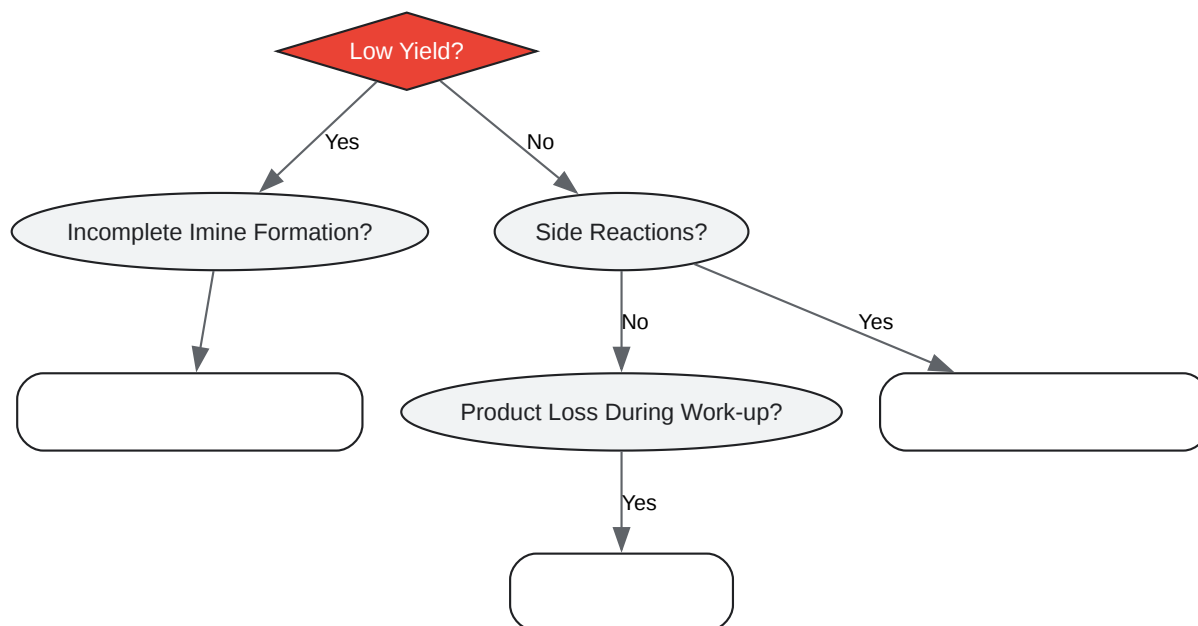 Low Yield?
Yes
No
Incomplete Imine Formation?
Side Reactions?
No
Yes
Product Loss During Work-up?
Yes